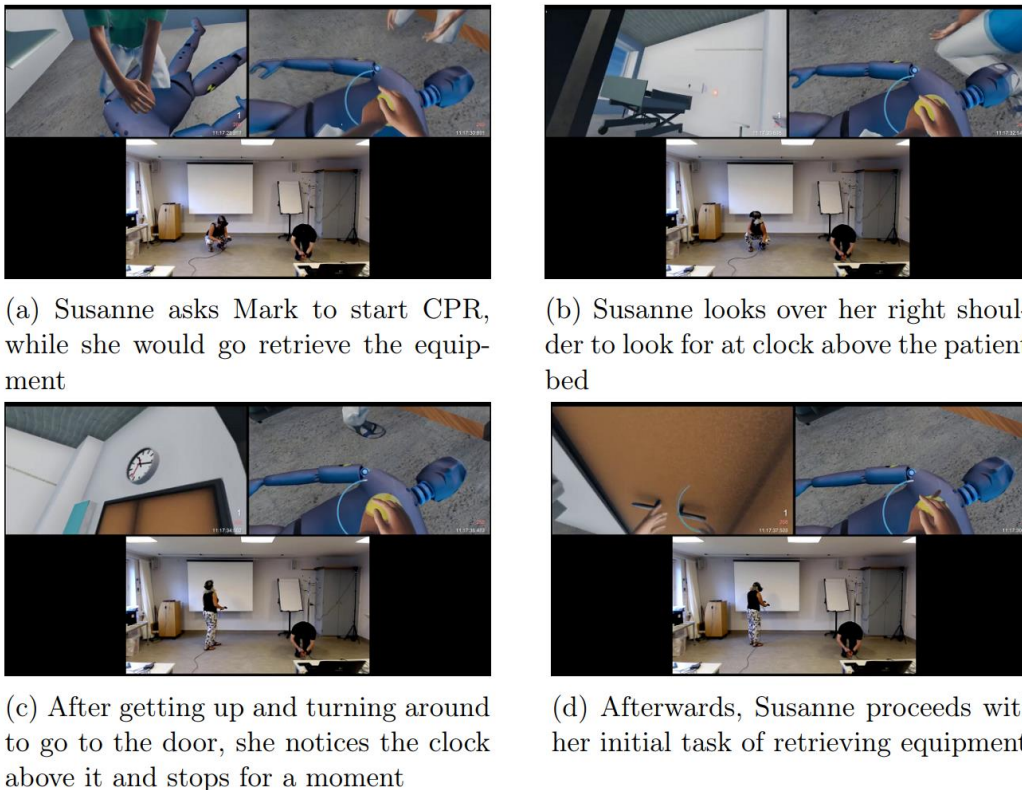 (a) Susanne asks Mark to start CPR,
while she would go retrieve the equip-
ment
(b) Susanne looks over her right shoul-
der to look for at clock above the patient
bed
(c) After getting up and turning around
to go to the door, she notices the clock
above it and stops for a moment
(d) Afterwards, Susanne proceeds wit
her initial task of retrieving equipment